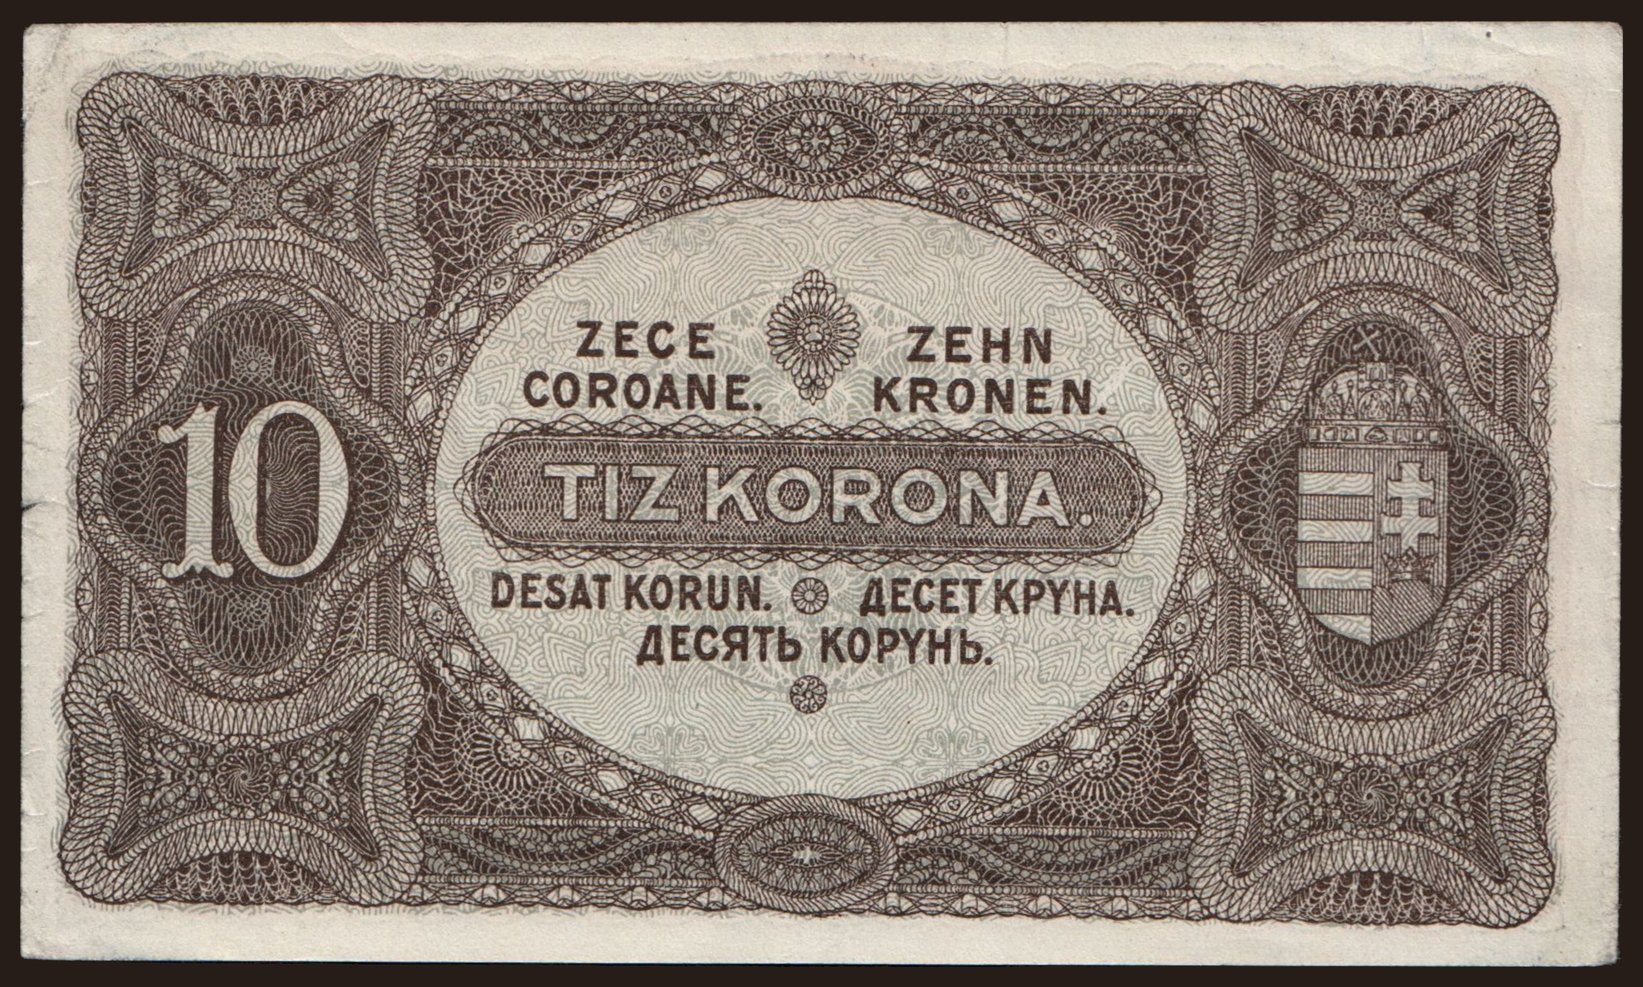 ZECE
COROANE.
ZEHN
KRONEN.
10
TIZ KORONA.
DESAT KORUN.
ДЕСЕТ КРУНА.
ДЕСЯТЬ КОРУНЬ.